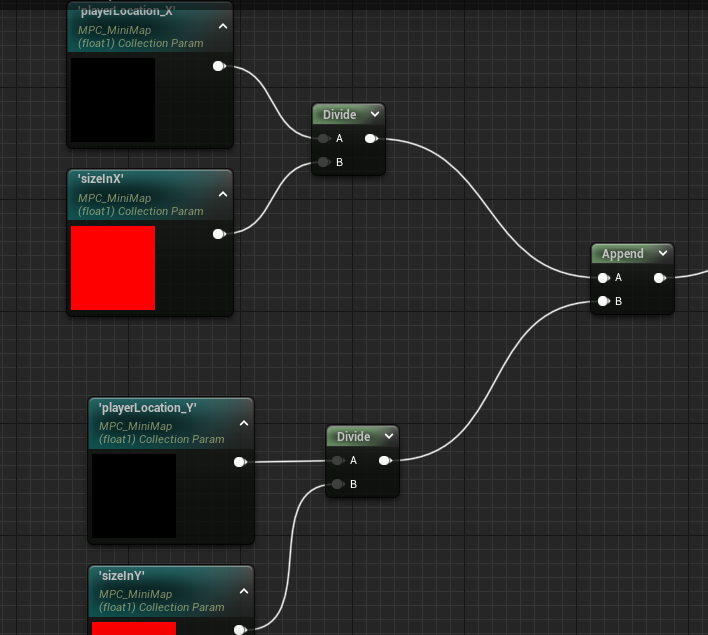 'playerLocation_X'
MPC_MiniMap
(float1) Collection Param
Divide
A
B
'sizeInX'
MPC_MiniMap
(float1) Collection Param
Append
A
B
'playerLocation_Y'
MPC_MiniMap
(float1) Collection Param
Divide
A
B
'sizeInY'
MPC_MiniMap
(float1) Collection Param